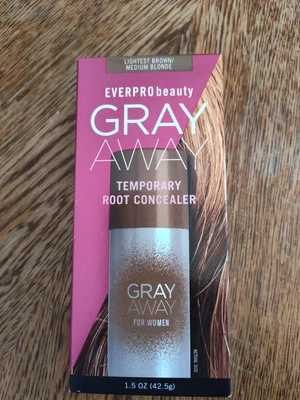 LIGHTEST BROWN/
MEDIUM BLONDE
EVERPRO beauty
GRAY
AWAY
TEMPORARY
ROOT CONCEALER
GRAY
AWAY
FOR WOMEN
1.5 OZ (42.5g)